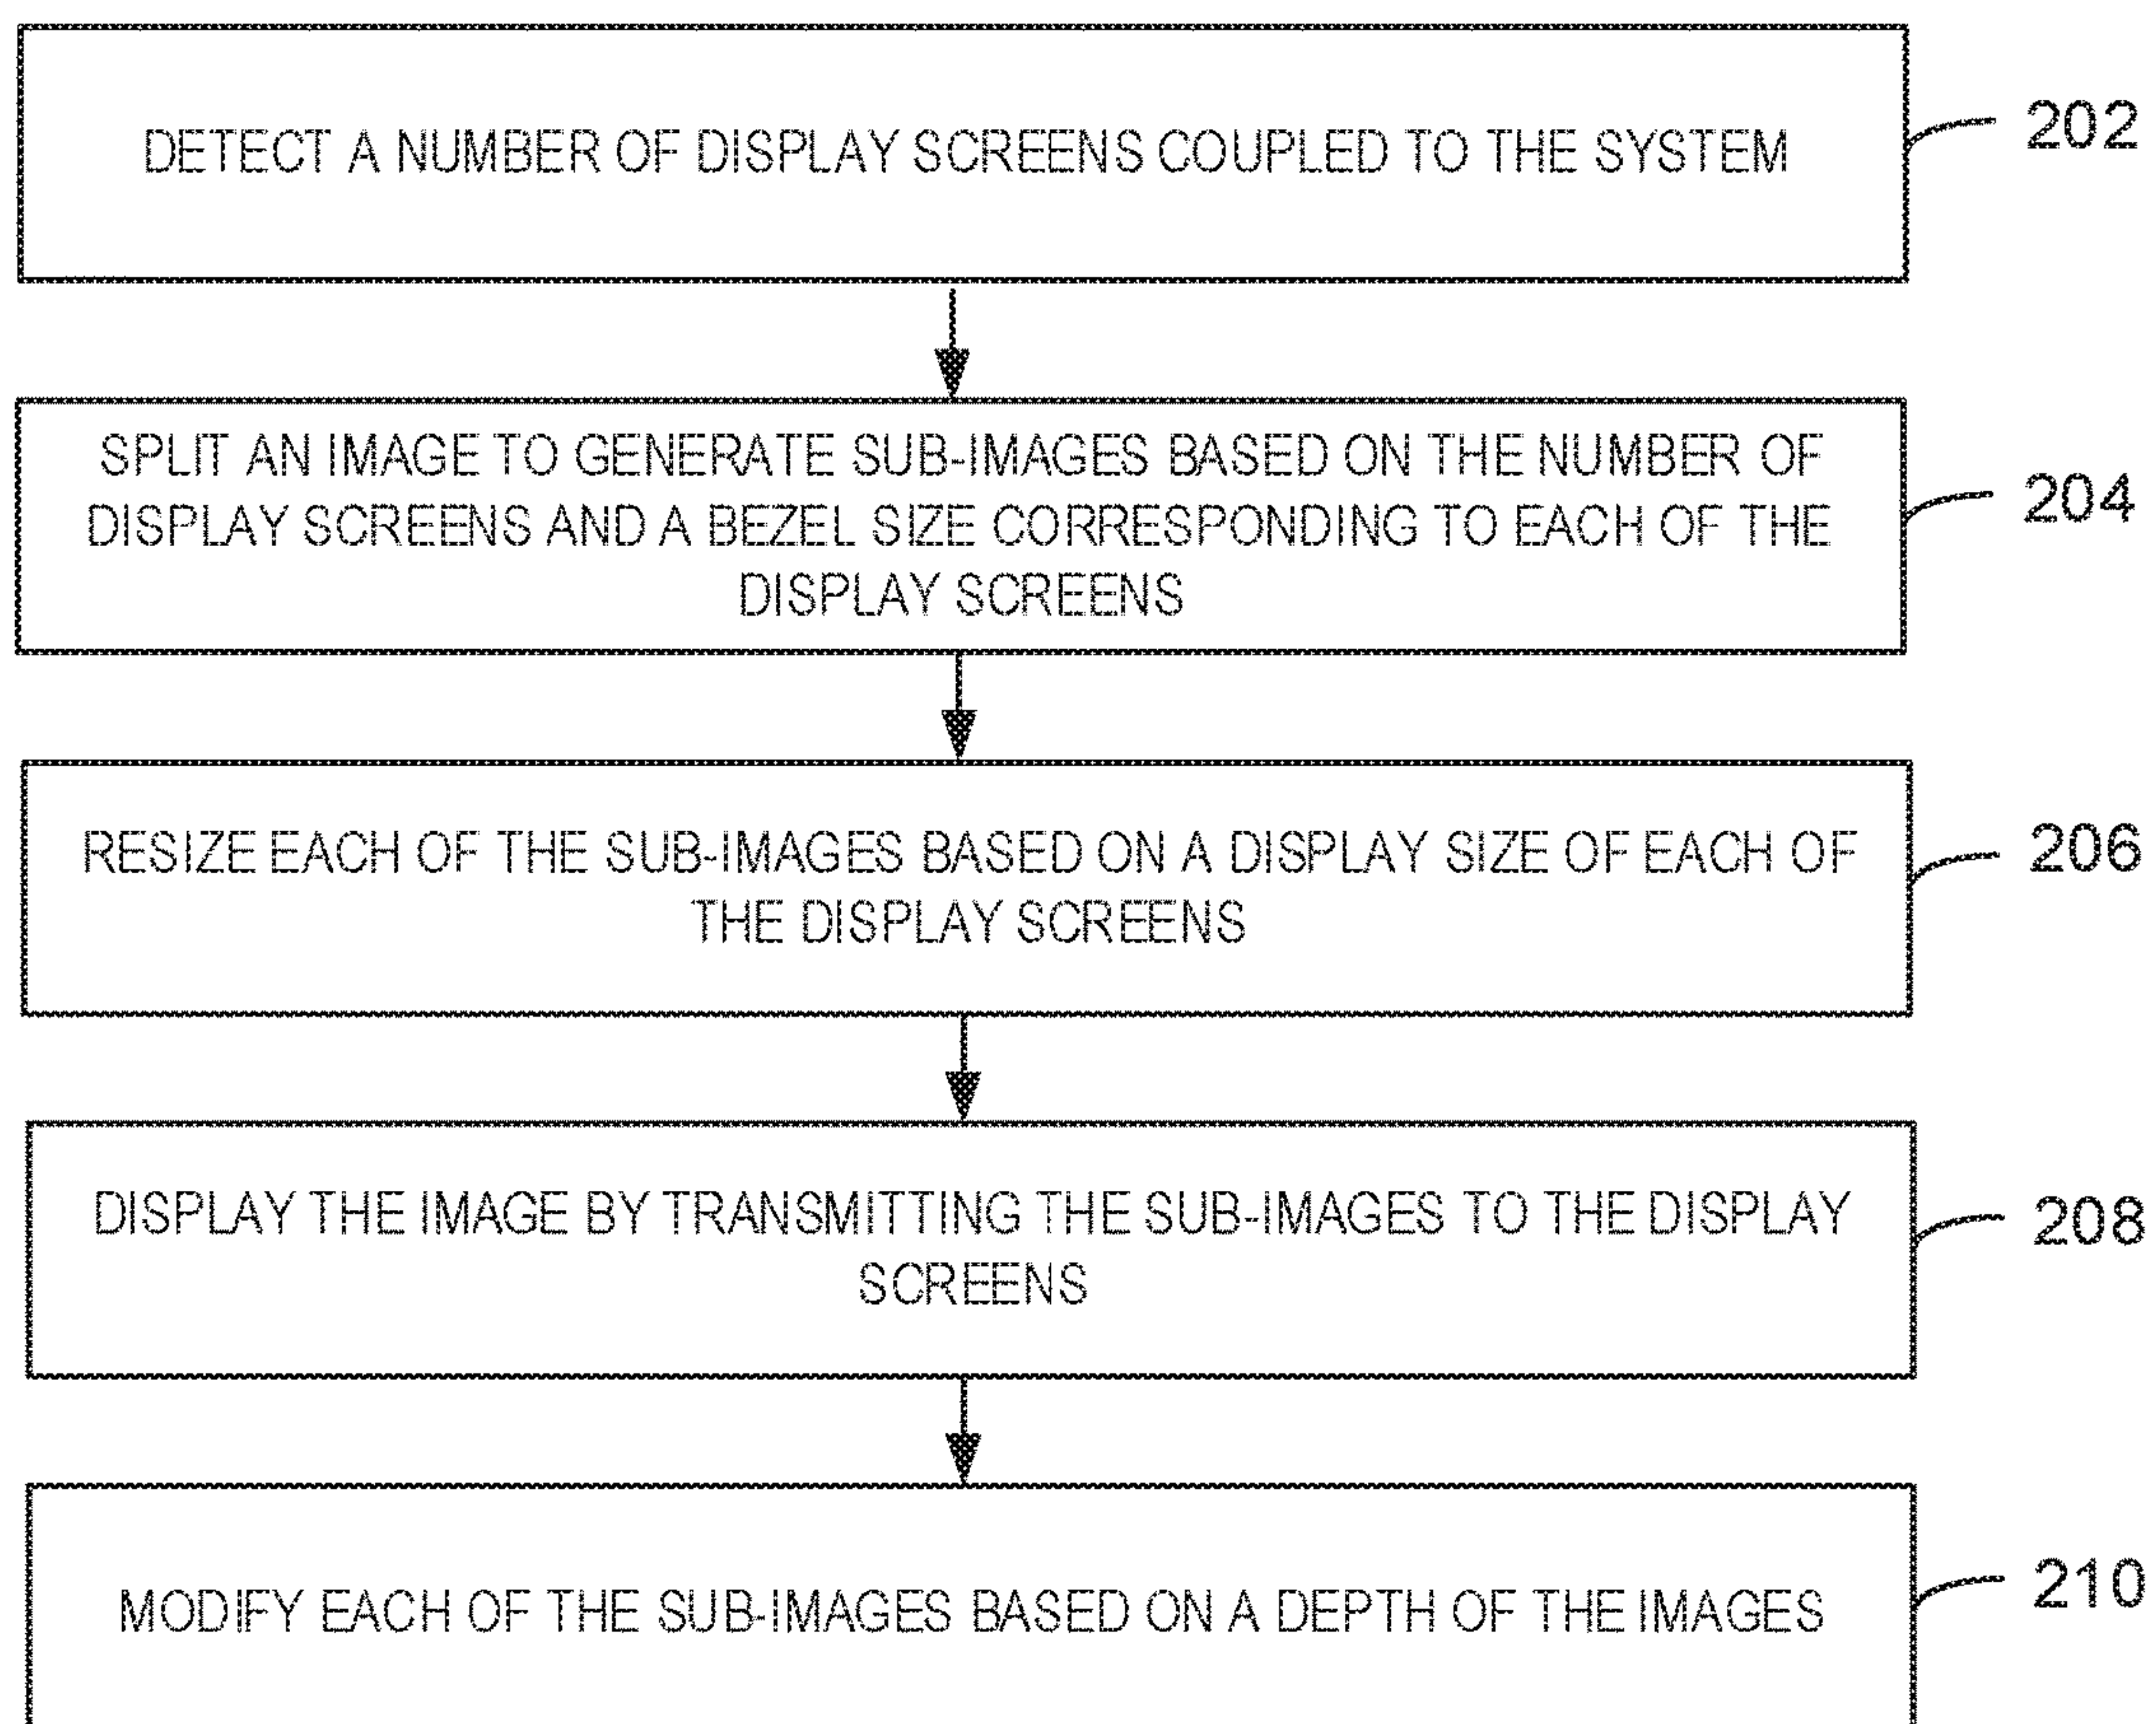 DETECT A NUMBER OF DISPLAY SCREENS COUPLED TO THE SYSTEM
202
SPLIT AN IMAGE TO GENERATE SUB-IMAGES BASED ON THE NUMBER OF
DISPLAY SCREENS AND A BEZEL SIZE CORRESPONDING TO EACH OF THE
DISPLAY SCREENS
204
RESIZE EACH OF THE SUB-IMAGES BASED ON A DISPLAY SIZE OF EACH OF
THE DISPLAY SCREENS
206
DISPLAY THE IMAGE BY TRANSMITTING THE SUB-IMAGES TO THE DISPLAY
SCREENS
208
MODIFY EACH OF THE SUB-IMAGES BASED ON A DEPTH OF THE IMAGES
210